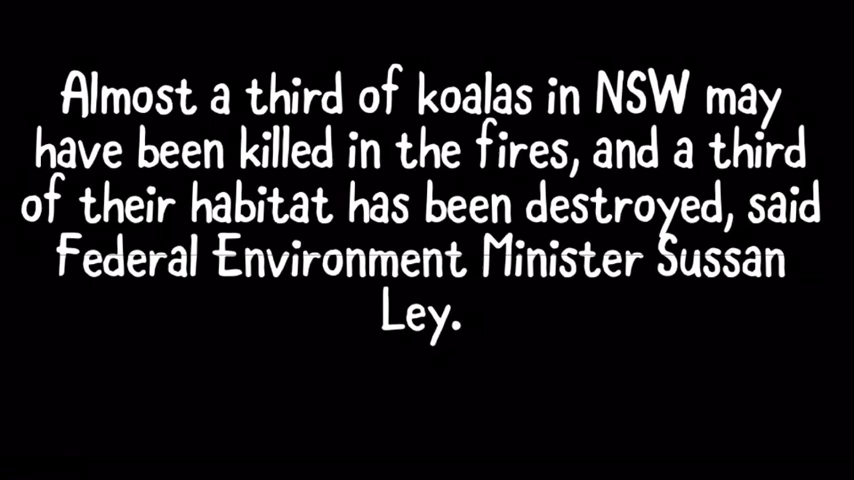 Almost a third of koalas in NSW may
have been killed in the fires, and a third
of their habitat has been destroyed, said
Federal Environment Minister Sussan
Ley.